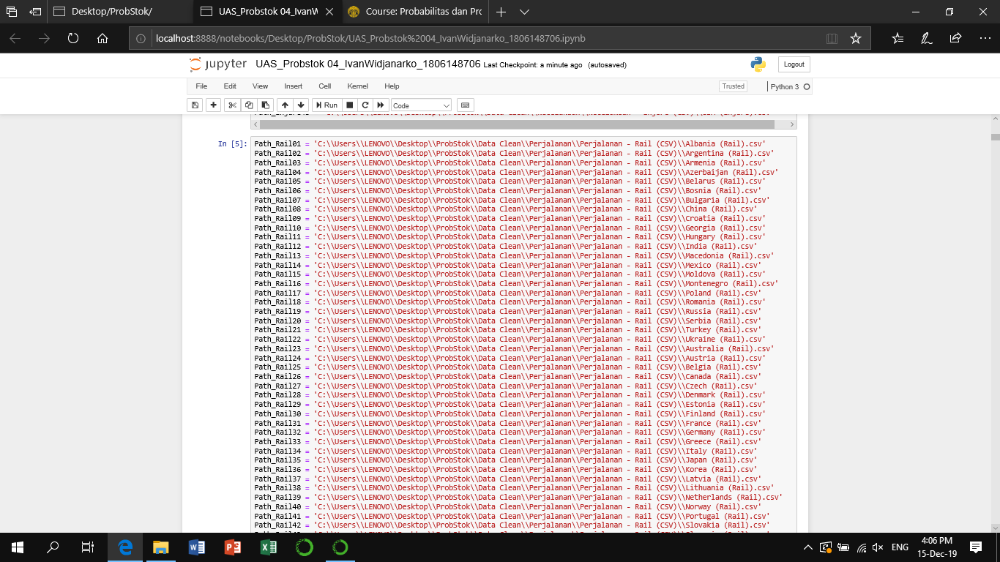 Desktop/ProbStok/
UAS_Probstok 04_IvanW
Course: Probabilitas dan Pro
localhost:8888/notebooks/Desktop/ProbStok/UAS_Probstok%2004_IvanWidjanarko_1806148706.ipynb
jupyter UAS_Probstok 04_IvanWidjanarko_1806148706 Last Checkpoint: a minute ago (autosaved)
Logout
File Edit View Insert Cell Kernel Help
Trusted
Python 3
Run
Code
In [5]:
Path_Rail01 = 'C:\\Users\\LENOVO\\Desktop\\ProbStok\\Data Clean\\Perjalanan\\Perjalanan - Rail (CSV)\\Albania (Rail).csv'
Path_Rail02 = 'C:\\Users\\LENOVO\\Desktop\\ProbStok\\Data Clean\\Perjalanan\\Perjalanan - Rail (CSV)\\Argentina (Rail).csv'
Path_Rail03 = 'C:\\Users\\LENOVO\\Desktop\\ProbStok\\Data Clean\\Perjalanan\\Perjalanan - Rail (CSV)\\Armenia (Rail).csv'
Path_Rail04 = 'C:\\Users\\LENOVO\\Desktop\\ProbStok\\Data Clean\\Perjalanan\\Perjalanan - Rail (CSV)\\Azerbaijan (Rail).csv'
Path_Rail05 = 'C:\\Users\\LENOVO\\Desktop\\ProbStok\\Data Clean\\Perjalanan\\Perjalanan - Rail (CSV)\\Belarus (Rail).csv'
Path_Rail06 = 'C:\\Users\\LENOVO\\Desktop\\ProbStok\\Data Clean\\Perjalanan\\Perjalanan - Rail (CSV)\\Bosnia (Rail).csv'
Path_Rail07 = 'C:\\Users\\LENOVO\\Desktop\\ProbStok\\Data Clean\\Perjalanan\\Perjalanan - Rail (CSV)\\Bulgaria (Rail).csv'
Path_Rail08 = 'C:\\Users\\LENOVO\\Desktop\\ProbStok\\Data Clean\\Perjalanan\\Perjalanan - Rail (CSV)\\China (Rail).csv'
Path_Rail09 = 'C:\\Users\\LENOVO\\Desktop\\ProbStok\\Data Clean\\Perjalanan\\Perjalanan - Rail (CSV)\\Croatia (Rail).csv'
Path_Rail10 = 'C:\\Users\\LENOVO\\Desktop\\ProbStok\\Data Clean\\Perjalanan\\Perjalanan - Rail (CSV)\\Georgia (Rail).csv'
Path_Rail11 = 'C:\\Users\\LENOVO\\Desktop\\ProbStok\\Data Clean\\Perjalanan\\Perjalanan - Rail (CSV)\\Hungary (Rail).csv'
Path_Rail12 = 'C:\\Users\\LENOVO\\Desktop\\ProbStok\\Data Clean\\Perjalanan\\Perjalanan - Rail (CSV)\\India (Rail).csv'
Path_Rail13 = 'C:\\Users\\LENOVO\\Desktop\\ProbStok\\Data Clean\\Perjalanan\\Perjalanan - Rail (CSV)\\Macedonia (Rail).csv'
Path_Rail14 = 'C:\\Users\\LENOVO\\Desktop\\ProbStok\\Data Clean\\Perjalanan\\Perjalanan - Rail (CSV)\\Mexico (Rail).csv'
Path_Rail15 = 'C:\\Users\\LENOVO\\Desktop\\ProbStok\\Data Clean\\Perjalanan\\Perjalanan - Rail (CSV)\\Moldova (Rail).csv'
Path_Rail16 = 'C:\\Users\\LENOVO\\Desktop\\ProbStok\\Data Clean\\Perjalanan\\Perjalanan - Rail (CSV)\\Montenegro (Rail).csv'
Path_Rail17 = 'C:\\Users\\LENOVO\\Desktop\\ProbStok\\Data Clean\\Perjalanan\\Perjalanan - Rail (CSV)\\Poland (Rail).csv'
Path_Rail18 = 'C:\\Users\\LENOVO\\Desktop\\ProbStok\\Data Clean\\Perjalanan\\Perjalanan - Rail (CSV)\\Romania (Rail).csv'
Path_Rail19 = 'C:\\Users\\LENOVO\\Desktop\\ProbStok\\Data Clean\\Perjalanan\\Perjalanan - Rail (CSV)\\Russia (Rail).csv'
Path_Rail20 = 'C:\\Users\\LENOVO\\Desktop\\ProbStok\\Data Clean\\Perjalanan\\Perjalanan - Rail (CSV)\\Serbia (Rail).csv'
Path_Rail21 = 'C:\\Users\\LENOVO\\Desktop\\ProbStok\\Data Clean\\Perjalanan\\Perjalanan - Rail (CSV)\\Turkey (Rail).csv'
Path_Rail22 = 'C:\\Users\\LENOVO\\Desktop\\ProbStok\\Data Clean\\Perjalanan\\Perjalanan - Rail (CSV)\\Ukraine (Rail).csv'
Path_Rail23 = 'C:\\Users\\LENOVO\\Desktop\\ProbStok\\Data Clean\\Perjalanan\\Perjalanan - Rail (CSV)\\Australia (Rail).csv'
Path_Rail24 = 'C:\\Users\\LENOVO\\Desktop\\ProbStok\\Data Clean\\Perjalanan\\Perjalanan - Rail (CSV)\\Austria (Rail).csv'
Path_Rail25 = 'C:\\Users\\LENOVO\\Desktop\\ProbStok\\Data Clean\\Perjalanan\\Perjalanan - Rail (CSV)\\Belgia (Rail).csv'
Path_Rail26 = 'C:\\Users\\LENOVO\\Desktop\\ProbStok\\Data Clean\\Perjalanan\\Perjalanan - Rail (CSV)\\Canada (Rail).csv'
Path_Rail27 = 'C:\\Users\\LENOVO\\Desktop\\ProbStok\\Data Clean\\Perjalanan\\Perjalanan - Rail (CSV)\\Czech (Rail).csv'
Path_Rail28 = 'C:\\Users\\LENOVO\\Desktop\\ProbStok\\Data Clean\\Perjalanan\\Perjalanan - Rail (CSV)\\Denmark (Rail).csv'
Path_Rail29 = 'C:\\Users\\LENOVO\\Desktop\\ProbStok\\Data Clean\\Perjalanan\\Perjalanan - Rail (CSV)\\Estonia (Rail).csv'
Path_Rail30 = 'C:\\Users\\LENOVO\\Desktop\\ProbStok\\Data Clean\\Perjalanan\\Perjalanan - Rail (CSV)\\Finland (Rail).csv'
Path_Rail31 = 'C:\\Users\\LENOVO\\Desktop\\ProbStok\\Data Clean\\Perjalanan\\Perjalanan - Rail (CSV)\\France (Rail).csv'
Path_Rail32 = 'C:\\Users\\LENOVO\\Desktop\\ProbStok\\Data Clean\\Perjalanan\\Perjalanan - Rail (CSV)\\Germany (Rail).csv'
Path_Rail33 = 'C:\\Users\\LENOVO\\Desktop\\ProbStok\\Data Clean\\Perjalanan\\Perjalanan - Rail (CSV)\\Greece (Rail).csv'
Path_Rail34 = 'C:\\Users\\LENOVO\\Desktop\\ProbStok\\Data Clean\\Perjalanan\\Perjalanan - Rail (CSV)\\Italy (Rail).csv'
Path_Rail35 = 'C:\\Users\\LENOVO\\Desktop\\ProbStok\\Data Clean\\Perjalanan\\Perjalanan - Rail (CSV)\\Japan (Rail).csv'
Path_Rail36 = 'C:\\Users\\LENOVO\\Desktop\\ProbStok\\Data Clean\\Perjalanan\\Perjalanan - Rail (CSV)\\Korea (Rail).csv'
Path_Rail37 = 'C:\\Users\\LENOVO\\Desktop\\ProbStok\\Data Clean\\Perjalanan\\Perjalanan - Rail (CSV)\\Latvia (Rail).csv'
Path_Rail38 = 'C:\\Users\\LENOVO\\Desktop\\ProbStok\\Data Clean\\Perjalanan\\Perjalanan - Rail (CSV)\\Lithuania (Rail).csv'
Path_Rail39 = 'C:\\Users\\LENOVO\\Desktop\\ProbStok\\Data Clean\\Perjalanan\\Perjalanan - Rail (CSV)\\Netherlands (Rail).csv'
Path_Rail40 = 'C:\\Users\\LENOVO\\Desktop\\ProbStok\\Data Clean\\Perjalanan\\Perjalanan - Rail (CSV)\\Norway (Rail).csv'
Path_Rail41 = 'C:\\Users\\LENOVO\\Desktop\\ProbStok\\Data Clean\\Perjalanan\\Perjalanan - Rail (CSV)\\Portugal (Rail).csv'
Path_Rail42 = 'C:\\Users\\LENOVO\\Desktop\\ProbStok\\Data Clean\\Perjalanan\\Perjalanan - Rail (CSV)\\Slovakia (Rail).csv'
ENG
4:06 PM
15-Dec-19